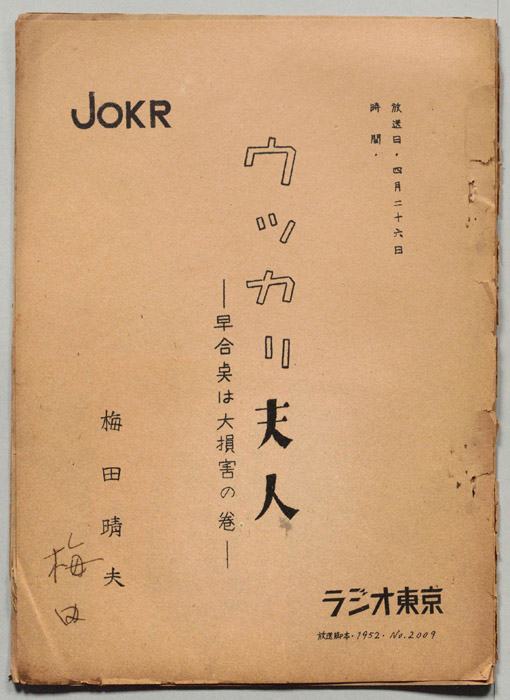 JOKR
放送日・四月二十六日
時間・
ウッカリ夫人
―早合点は大損害の巻―
梅田晴夫
梅田
ラジオ東京
放送脚本・1952・No.2009